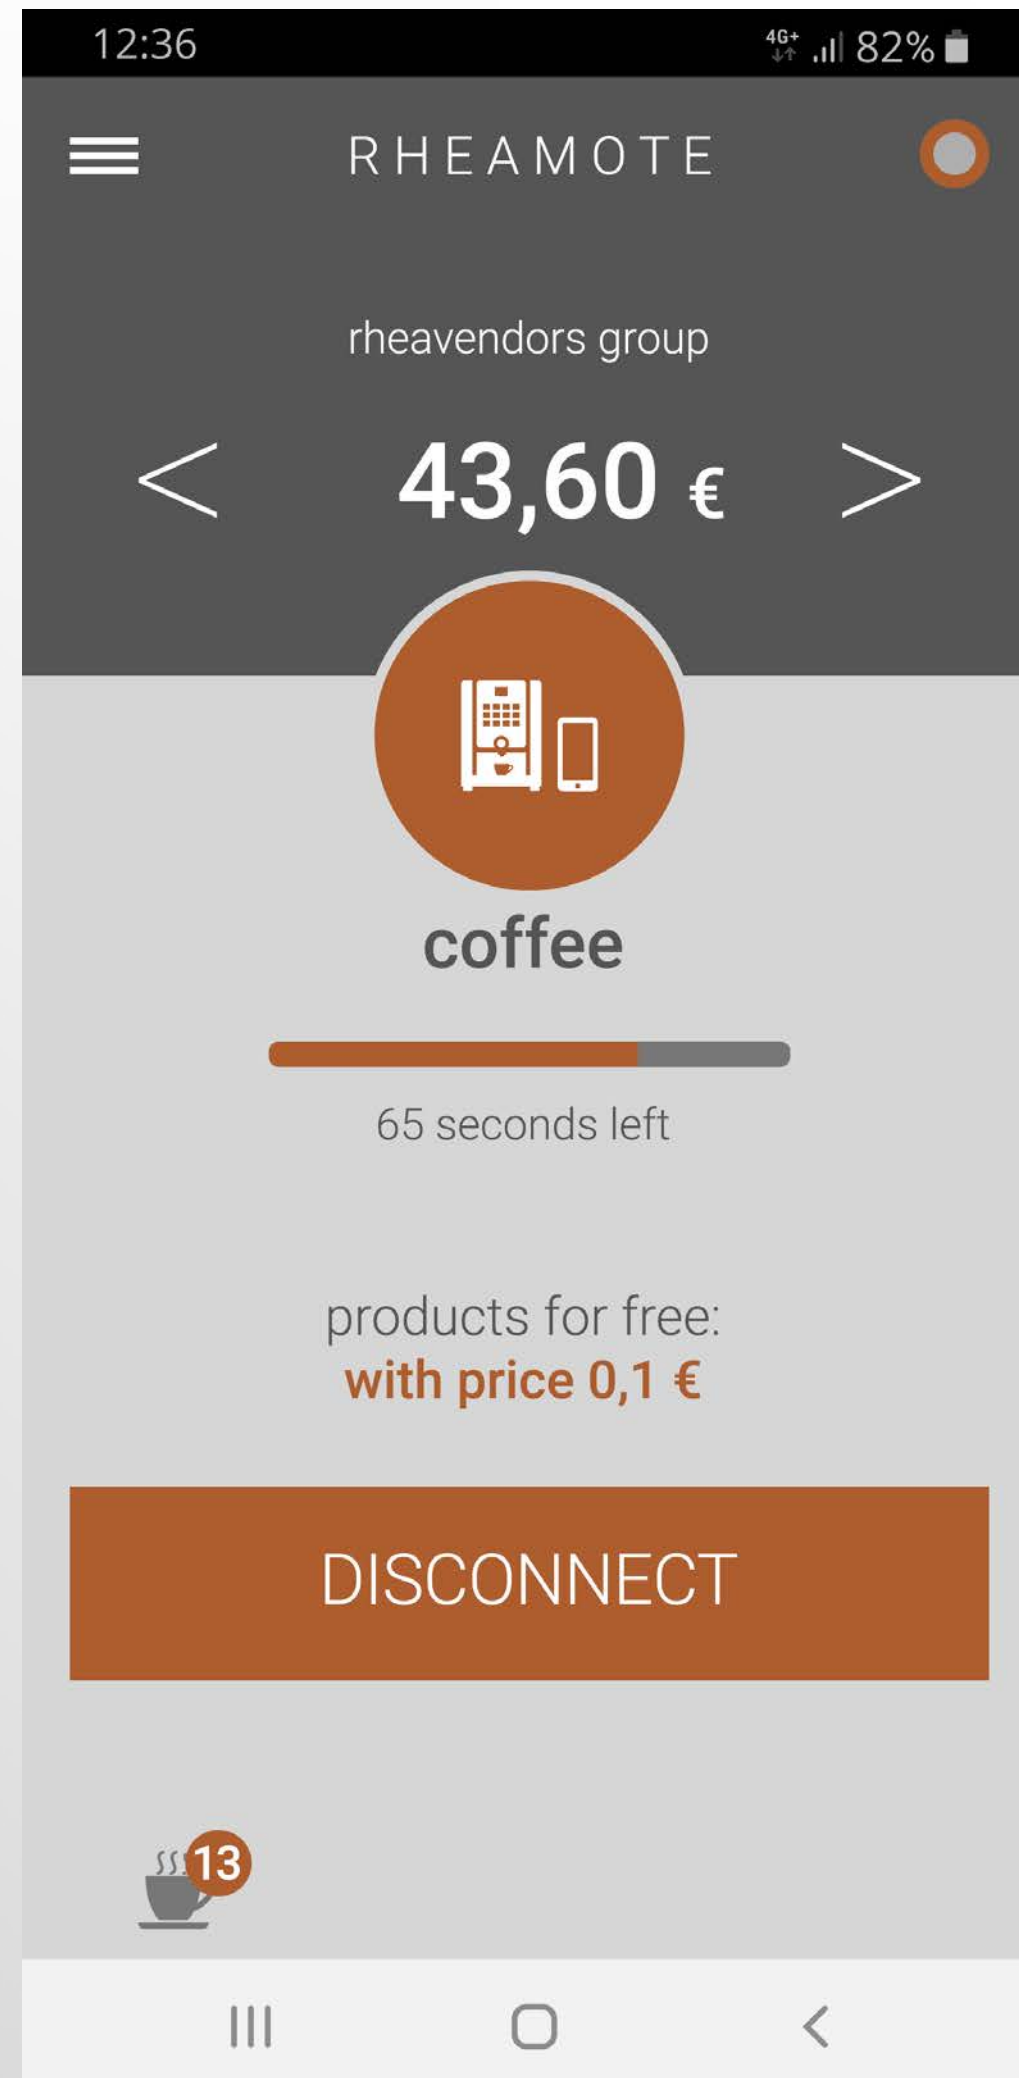 12:36
4G+ 82%
RHEAMOTE
rheavendors group
< 43,60 € >
coffee
65 seconds left
products for free:
with price 0,1 €
DISCONNECT
13